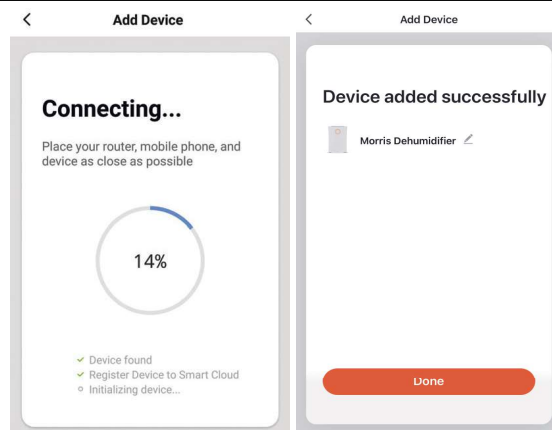 Add Device
Connecting...
Place your router, mobile phone, and
device as close as possible
14%
Device found
Register Device to Smart Cloud
Initializing device...
Add Device
Device added successfully
Morris Dehumidifier
Done